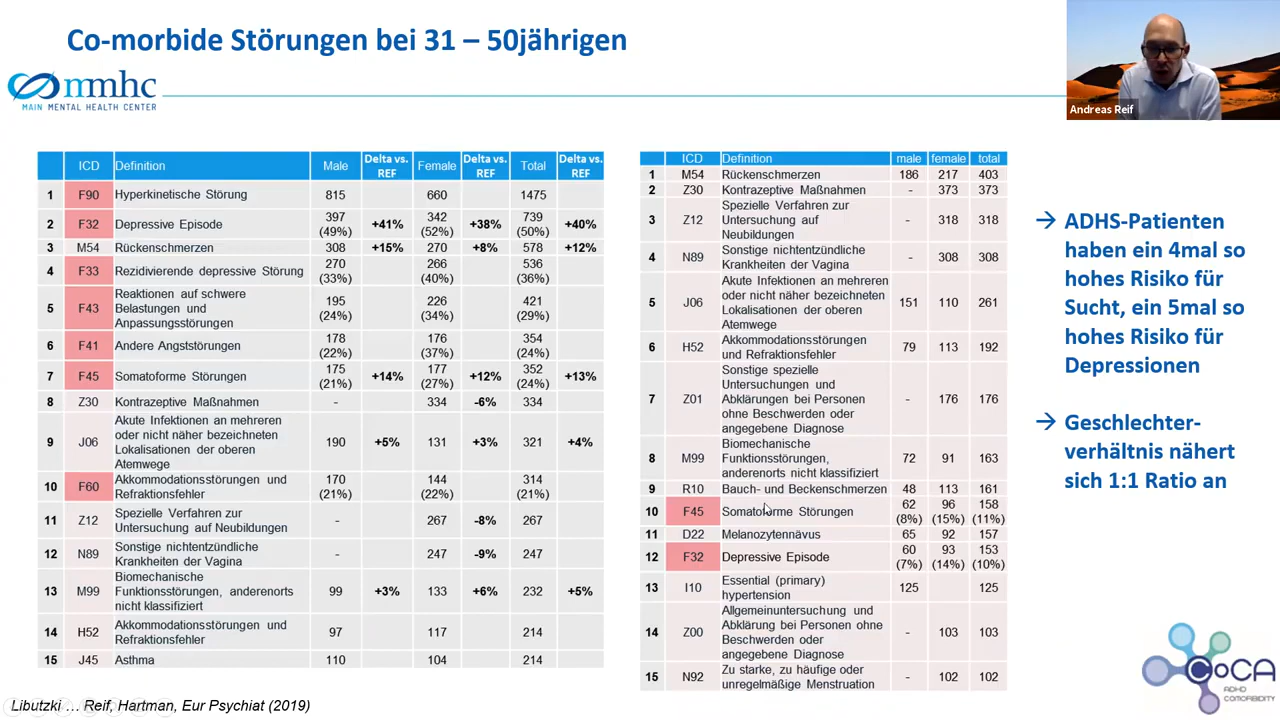 Co-morbide Störungen bei 31 – 50jährigen
mmhc
MAIN MENTAL HEALTH CENTER
Andreas Reif
ICD Definition Male Delta vs. REF Female Delta vs. REF Total Delta vs. REF
1 F90 Hyperkinetische Störung 815 660 1475
2 F32 Depressive Episode 397 (49%) +41% 342 (52%) +38% 739 (50%) +40%
3 M54 Rückenschmerzen 308 +15% 270 +8% 578 +12%
4 F33 Rezidivierende depressive Störung 270 (33%) 266 (40%) 536 (36%)
5 F43 Reaktionen auf schwere Belastungen und Anpassungsstörungen 195 (24%) 226 (34%) 421 (29%)
6 F41 Andere Angststörungen 178 (22%) 176 (37%) 354 (24%)
7 F45 Somatoforme Störungen 175 (21%) +14% 177 (27%) +12% 352 (24%) +13%
8 Z30 Kontrazeptive Maßnahmen - 334 -6% 334
9 J06 Akute Infektionen an mehreren oder nicht näher bezeichneten Lokalisationen der oberen Atemwege 190 +5% 131 +3% 321 +4%
10 F60 Akkommodationsstörungen und Refraktionsfehler 170 (21%) 144 (22%) 314 (21%)
11 Z12 Spezielle Verfahren zur Untersuchung auf Neubildungen - 267 -8% 267
12 N89 Sonstige nichtentzündliche Krankheiten der Vagina - 247 -9% 247
13 M99 Biomechanische Funktionsstörungen, anderenorts nicht klassifiziert 99 +3% 133 +6% 232 +5%
14 H52 Akkommodationsstörungen und Refraktionsfehler 97 117 214
15 J45 Asthma 110 104 214
ICD Definition male female total
1 M54 Rückenschmerzen 186 217 403
2 Z30 Kontrazeptive Maßnahmen - 373 373
3 Z12 Spezielle Verfahren zur Untersuchung auf Neubildungen - 318 318
4 N89 Sonstige nichtentzündliche Krankheiten der Vagina - 308 308
5 J06 Akute Infektionen an mehreren oder nicht näher bezeichneten Lokalisationen der oberen Atemwege 151 110 261
6 H52 Akkommodationsstörungen und Refraktionsfehler 79 113 192
7 Z01 Sonstige spezielle Untersuchungen und Abklärungen bei Personen ohne Beschwerden oder angegebene Diagnose - 176 176
8 M99 Biomechanische Funktionsstörungen, anderenorts nicht klassifiziert 72 91 163
9 R10 Bauch- und Beckenschmerzen 48 113 161
10 F45 Somatoforme Störungen 62 (8%) 96 (15%) 158 (11%)
11 D22 Melanozytennävus 65 92 157
12 F32 Depressive Episode 60 (7%) 93 (14%) 153 (10%)
13 I10 Essential (primary) hypertension 125 125
14 Z00 Allgemeinuntersuchung und Abklärung bei Personen ohne Beschwerden oder angegebene Diagnose - 103 103
15 N92 Zu starke, zu häufige oder unregelmäßige Menstruation - 102 102
→ ADHS-Patienten
haben ein 4mal so
hohes Risiko für
Sucht, ein 5mal so
hohes Risiko für
Depressionen
→ Geschlechter-
verhältnis nähert
sich 1:1 Ratio an
CoCA
ADHD
COMORBIDITY
Libutzki … Reif, Hartman, Eur Psychiat (2019)